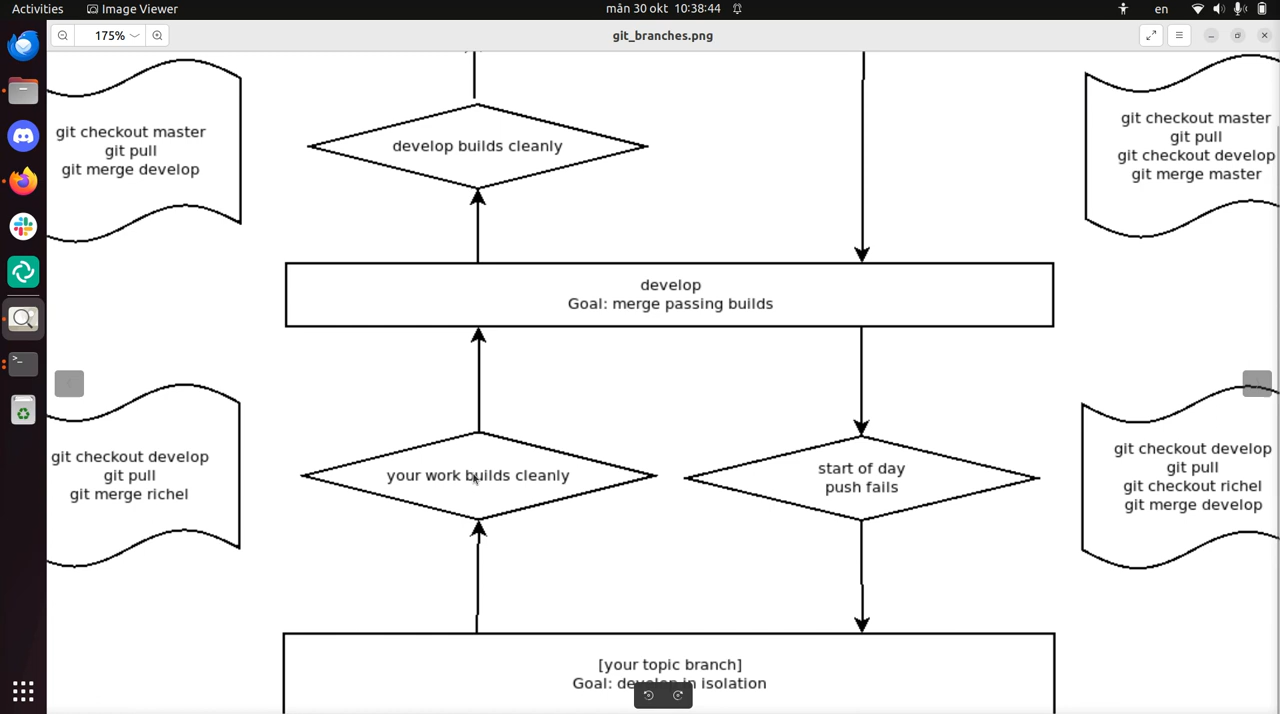 Activities
Image Viewer
mån 30 okt 10:38:44
en
175%
git_branches.png
git checkout master
git pull
git merge develop
develop builds cleanly
git checkout master
git pull
git checkout develop
git merge master
develop
Goal: merge passing builds
git checkout develop
git pull
git merge richel
your work builds cleanly
start of day
push fails
git checkout develop
git pull
git checkout richel
git merge develop
[your topic branch]
Goal: develop in isolation